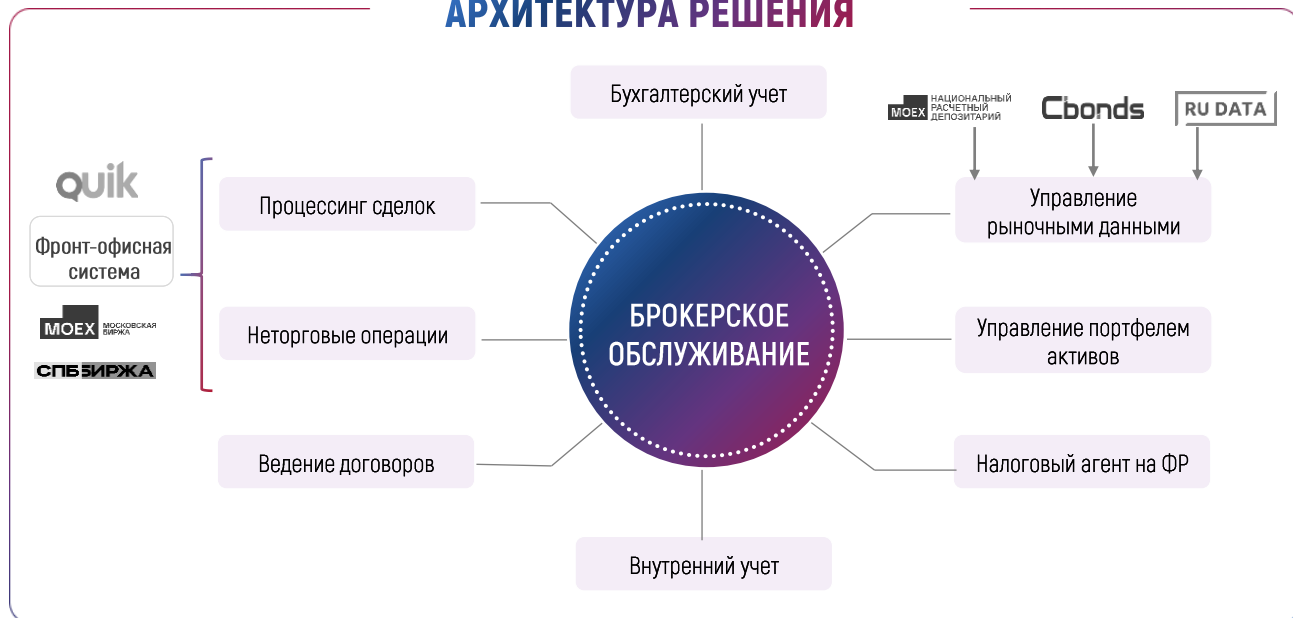 АРХИТЕКТУРА РЕШЕНИЯ
Бухгалтерский учет
MOEX
НАЦИОНАЛЬНЫЙ
РАСЧЕТНЫЙ
ДЕПОЗИТАРИЙ
Cbonds
RU DATA
quik
Фронт-офисная
система
MOEX
МОСКОВСКАЯ
БИРЖА
СПББИРЖА
Процессинг сделок
Неторговые операции
Ведение договоров
БРОКЕРСКОЕ
ОБСЛУЖИВАНИЕ
Управление
рыночными данными
Управление портфелем
активов
Налоговый агент на ФР
Внутренний учет